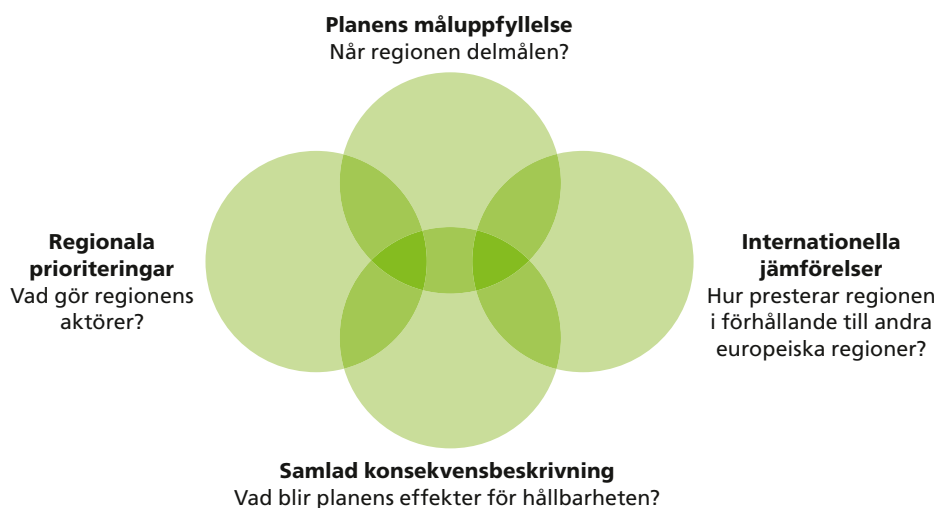 Planens måluppfyllelse
Når regionen delmålen?
Regionala
prioriteringar
Vad gör regionens
aktörer?
Internationella
jämförelser
Hur presterar regionen
i förhållande till andra
europeiska regioner?
Samlad konsekvensbeskrivning
Vad blir planens effekter för hållbarheten?